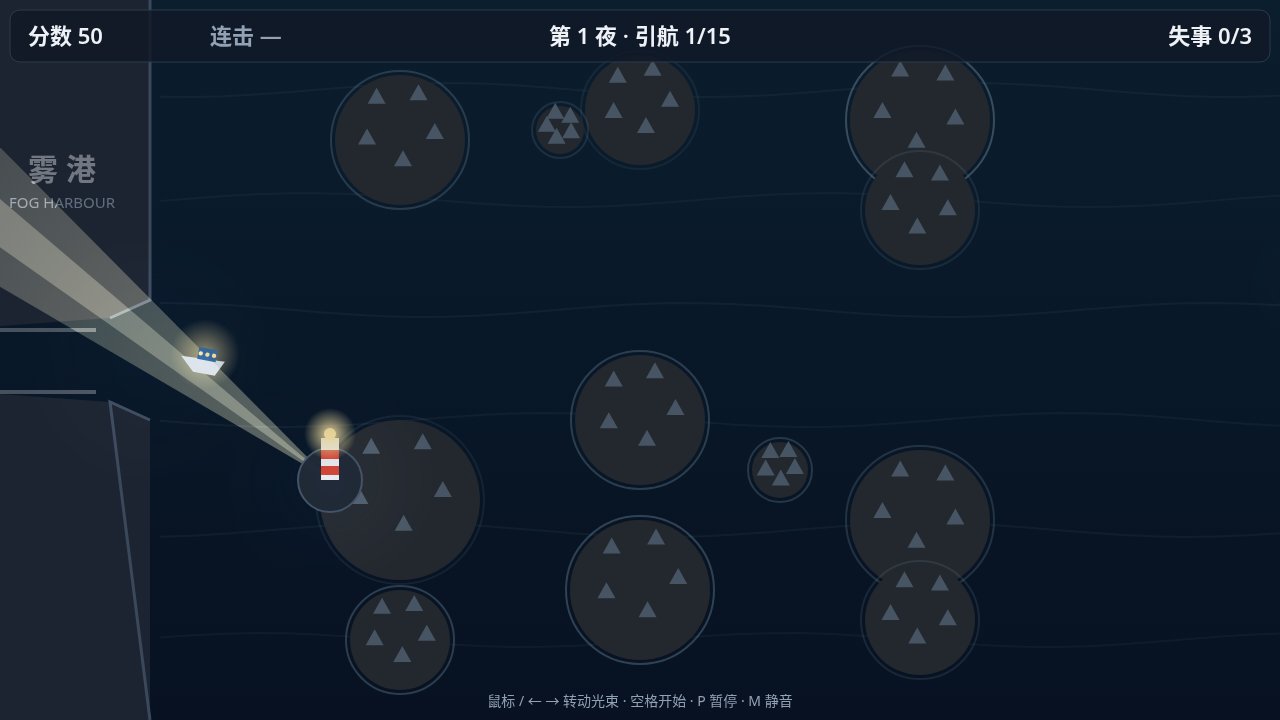 分数 50
连击 —
第 1 夜 · 引航 1/15
失事 0/3
雾 港
FOG HARBOUR
鼠标 / ← → 转动光束 · 空格开始 · P 暂停 · M 静音